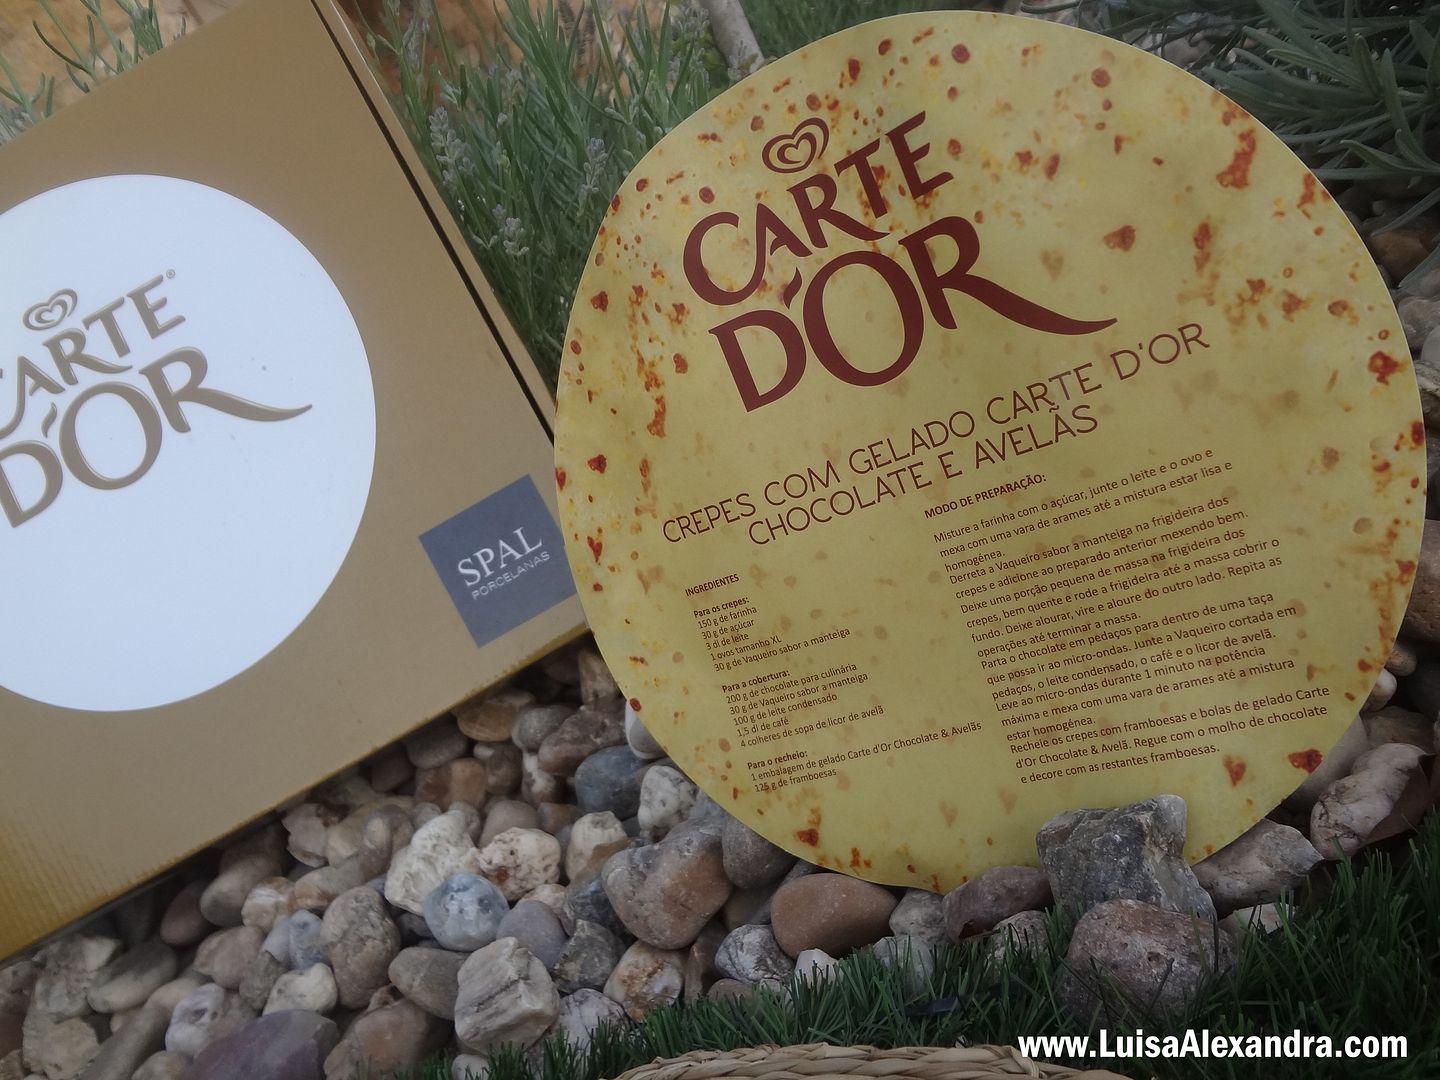 CARTE
D'OR
SPAL
PORCELANAS
CARTE
D'OR
CREPES COM GELADO CARTE D'OR
CHOCOLATE E AVELÃS
INGREDIENTES
Para os crepes:
150 g de farinha
30 g de açúcar
3 dl de leite
1 ovos tamanho XL
30 g de Vaqueiro sabor a manteiga
Para a cobertura:
200 g de chocolate para culinária
30 g de Vaqueiro sabor a manteiga
100 g de leite condensado
1,5 dl de café
4 colheres de sopa de licor de avelã
Para o recheio:
1 embalagem de gelado Carte d'Or Chocolate & Avelãs
125 g de framboesas
MODO DE PREPARAÇÃO:
Misture a farinha com o açúcar, junte o leite e o ovo e
mexa com uma vara de arames até a mistura estar lisa e
homogénea.
Derreta a Vaqueiro sabor a manteiga na frigideira dos
crepes e adicione ao preparado anterior mexendo bem.
Deixe uma porção pequena de massa na frigideira dos
crepes, bem quente e rode a frigideira até a massa cobrir o
fundo. Deixe alourar, vire e aloure do outro lado. Repita as
operações até terminar a massa.
Parta o chocolate em pedaços para dentro de uma taça
que possa ir ao micro-ondas. Junte a Vaqueiro cortada em
pedaços, o leite condensado, o café e o licor de avelã.
Leve ao micro-ondas durante 1 minuto na potência
máxima e mexa com uma vara de arames até a mistura
estar homogénea.
Recheie os crepes com framboesas e bolas de gelado Carte
d'Or Chocolate & Avelã. Regue com o molho de chocolate
e decore com as restantes framboesas.
www.LuisaAlexandra.com